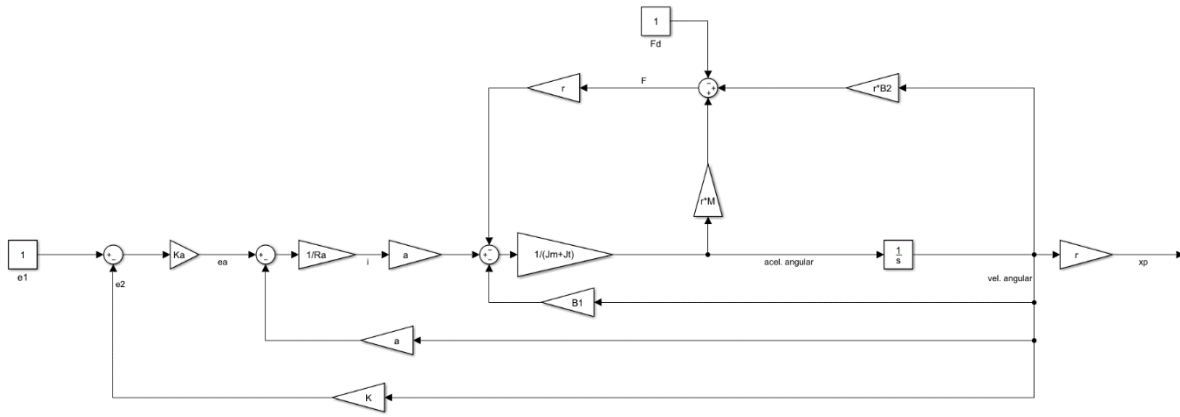 1
Fd
F
r
r*B2
r*M
1
e1
+
-
Ka
ea
+
-
1/Ra
i
a
1/(Jm+Jt)
acel. angular
1
s
vel. angular
r
xp
e2
B1
a
K